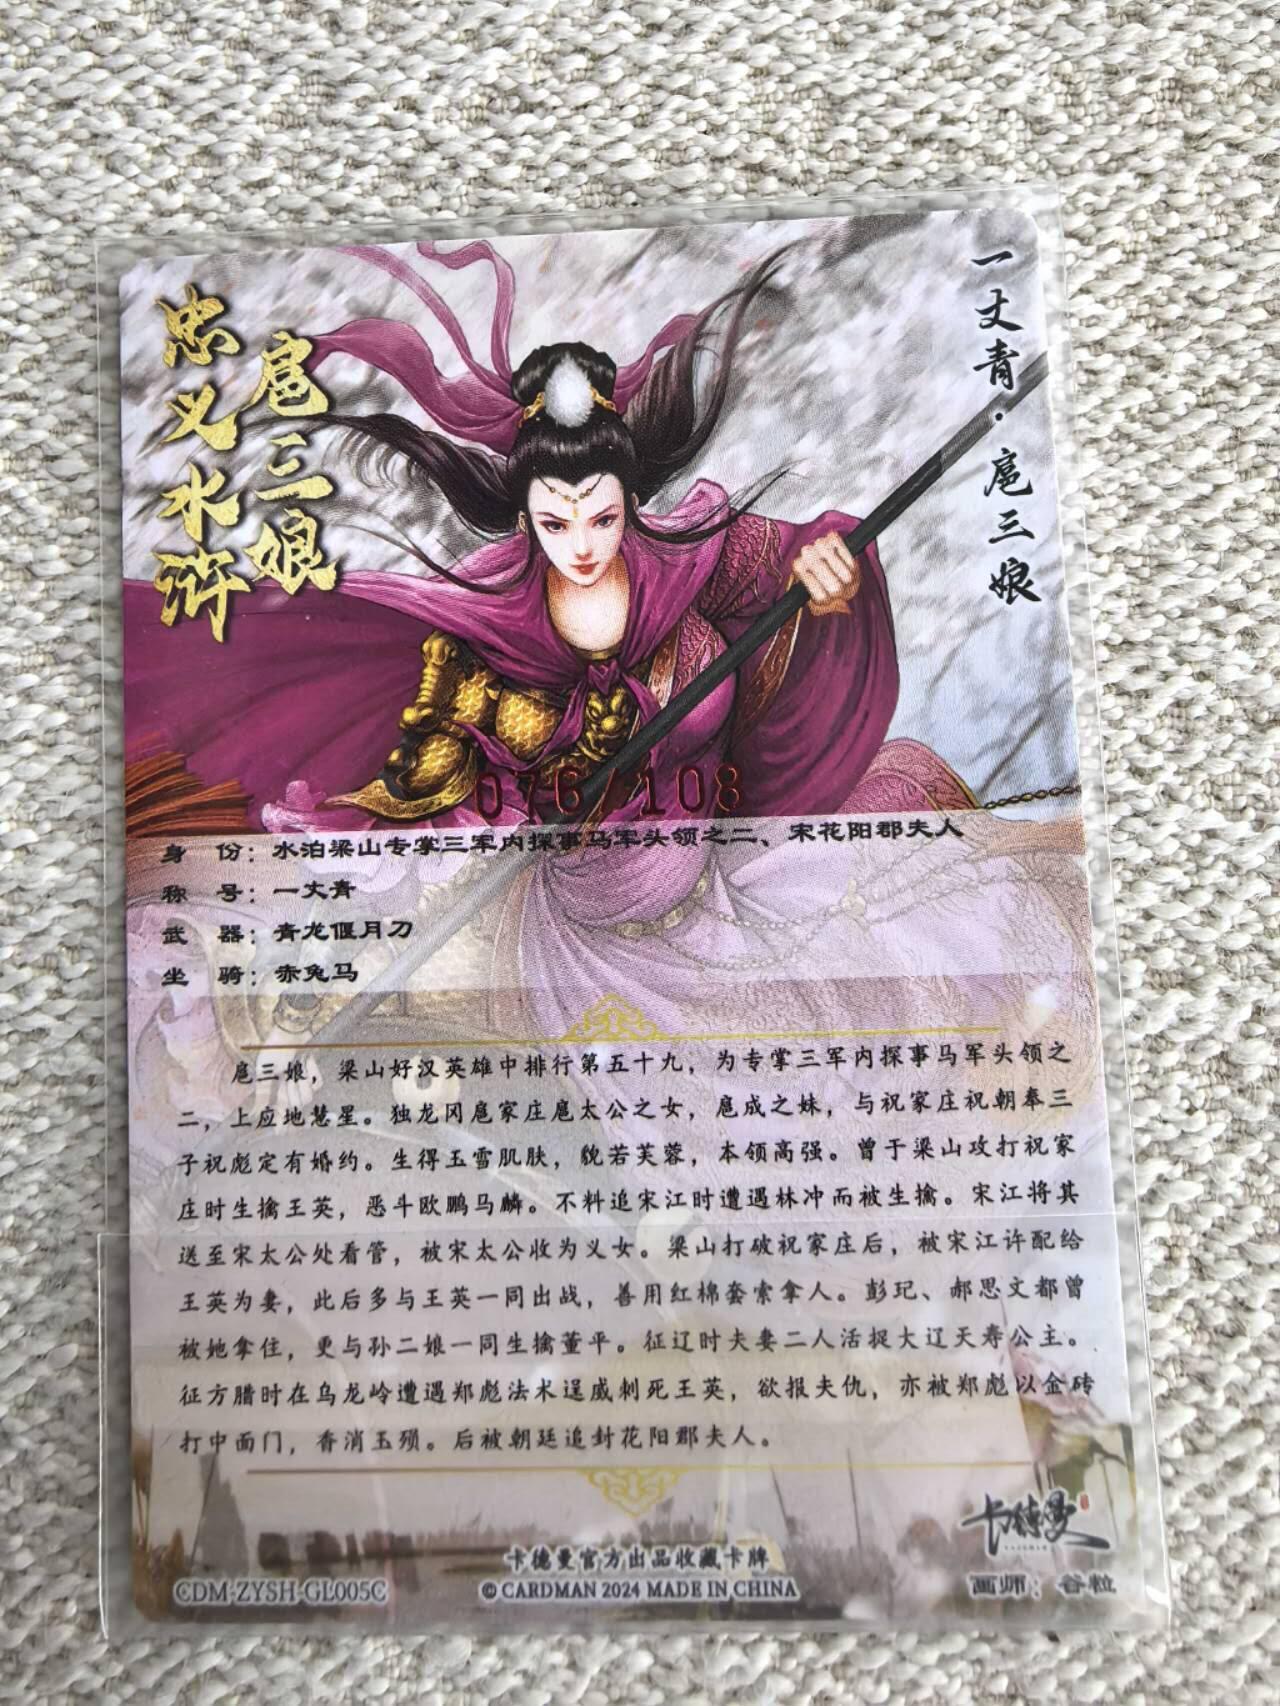 忠义水浒
扈三娘
一丈青·扈三娘
076/108
身 份：水泊梁山专掌三军内探事马军头领之二、宋花阳郡夫人
称 号：一丈青
武 器：青龙偃月刀
坐 骑：赤兔马
扈三娘，梁山好汉英雄中排行第五十九，为专掌三军内探事马军头领之
二，上应地慧星。独龙冈扈家庄扈太公之女，扈成之妹，与祝家庄祝朝奉三
子祝彪定有婚约。生得玉雪肌肤，貌若芙蓉，本领高强。曾于梁山攻打祝家
庄时生擒王英，恶斗欧鹏马麟。不料追宋江时遭遇林冲而被生擒。宋江将其
送至宋太公处看管，被宋太公收为义女。梁山打破祝家庄后，被宋江许配给
王英为妻，此后多与王英一同出战，善用红棉套索拿人。彭玘、郝思文都曾
被她拿住，更与孙二娘一同生擒董平。征辽时夫妻二人活捉大辽天寿公主。
征方腊时在乌龙岭遭遇郑彪法术逞威刺死王英，欲报夫仇，亦被郑彪以金砖
打中面门，香消玉殒。后被朝廷追封花阳郡夫人。
卡德曼
卡德曼官方出品收藏卡牌
CDM-ZYSH-GL005C
© CARDMAN 2024 MADE IN CHINA
画师：谷粒